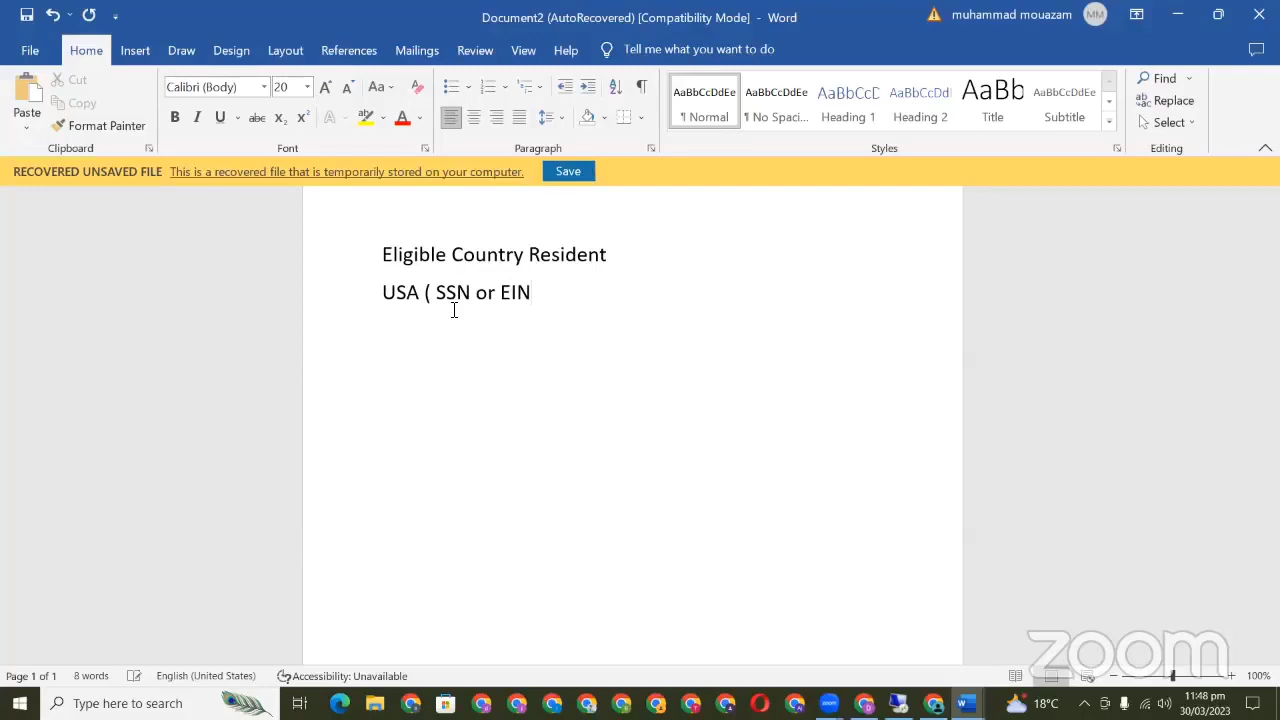 Document2 (AutoRecovered) [Compatibility Mode] - Word
muhammad mouazam
MM
File Home Insert Draw Design Layout References Mailings Review View Help Tell me what you want to do
Paste
Cut
Copy
Format Painter
Calibri (Body) 20
AaBbCcDdEe AaBbCcDdEe AaBbCcC AaBbCcDd AaBb AaBbCcDdEe
¶ Normal ¶ No Spaci... Heading 1 Heading 2 Title Subtitle
Find
Replace
Select
Clipboard Font Paragraph Styles Editing
RECOVERED UNSAVED FILE This is a recovered file that is temporarily stored on your computer. Save
Eligible Country Resident
USA ( SSN or EIN
zoom
Page 1 of 1 8 words English (United States) Accessibility: Unavailable 100%
Type here to search
18°C
11:48 pm
30/03/2023